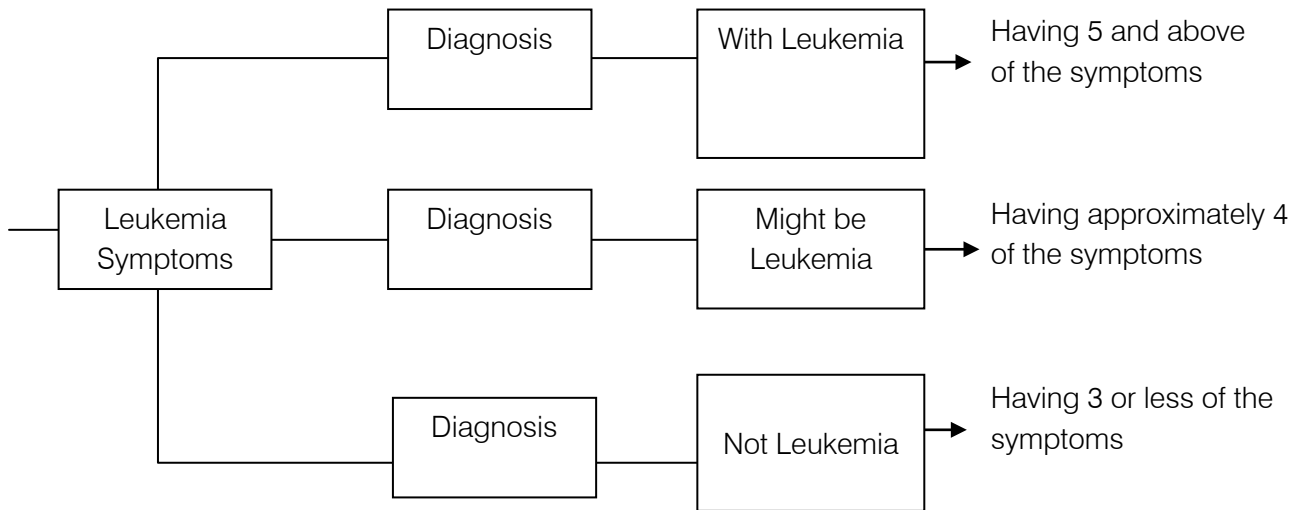 Diagnosis
With Leukemia
Having 5 and above
of the symptoms
Leukemia
Symptoms
Diagnosis
Might be
Leukemia
Having approximately 4
of the symptoms
Diagnosis
Not Leukemia
Having 3 or less of the
symptoms